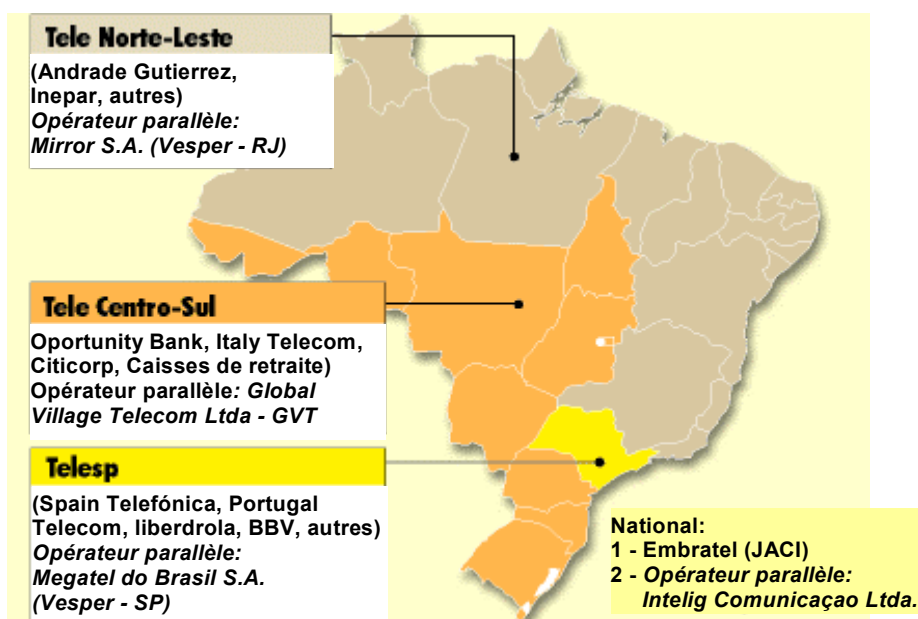 Tele Norte-Leste
(Andrade Gutierrez,
Inepar, autres)
Opérateur parallèle:
Mirror S.A. (Vesper - RJ)
Tele Centro-Sul
Oportunity Bank, Italy Telecom,
Citicorp, Caisses de retraite)
Opérateur parallèle: Global
Village Telecom Ltda - GVT
Telesp
(Spain Telefónica, Portugal
Telecom, liberdrola, BBV, autres)
Opérateur parallèle:
Megatel do Brasil S.A.
(Vesper - SP)
National:
1 - Embratel (JACI)
2 - Opérateur parallèle:
Intelig Comunicaçao Ltda.